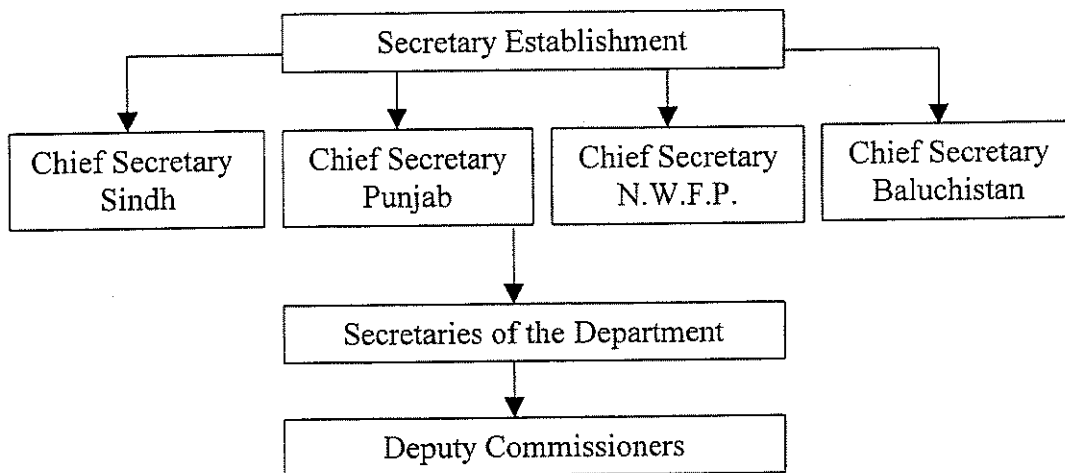 Secretary Establishment
Chief Secretary
Sindh
Chief Secretary
Punjab
Chief Secretary
N.W.F.P.
Chief Secretary
Baluchistan
Secretaries of the Department
Deputy Commissioners